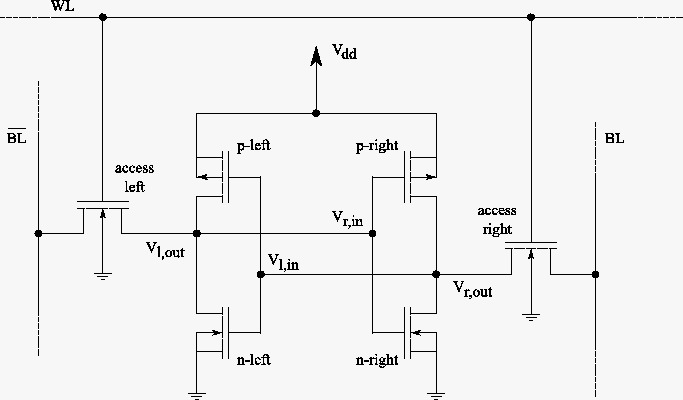 WL
Vdd
BL
p-left
p-right
BL
access
left
Vr,in
access
right
Vl,out
Vl,in
Vr,out
n-left
n-right